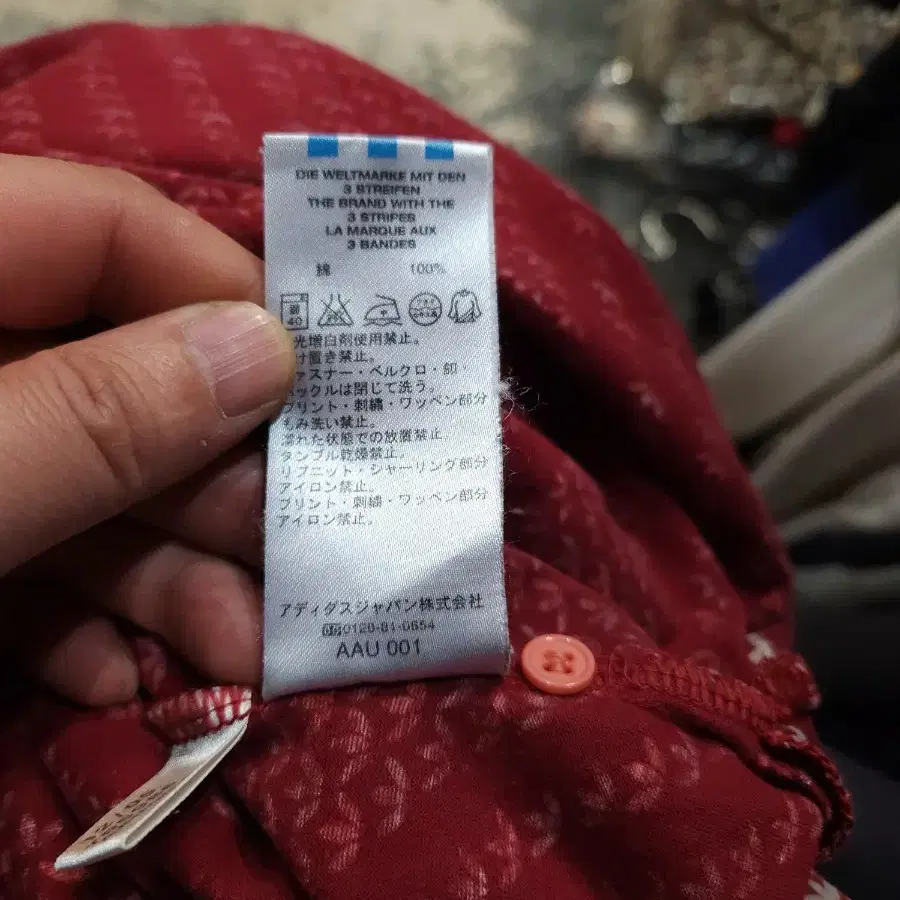 DIE WELTMARKE MIT DEN
3 STREIFEN
THE BRAND WITH THE
3 STRIPES
LA MARQUE AUX
3 BANDES
綿 100%
40
光増白剤使用禁止。
け置き禁止。
ァスナー・ベルクロ・釦・
ックルは閉じて洗う。
プリント・刺繍・ワッペン部分
もみ洗い禁止。
濡れた状態での放置禁止。
タンブル乾燥禁止。
リブニット・シャーリング部分
アイロン禁止。
プリント・刺繍・ワッペン部分
アイロン禁止。
アディダスジャパン株式会社
0120-81-0654
AAU 001